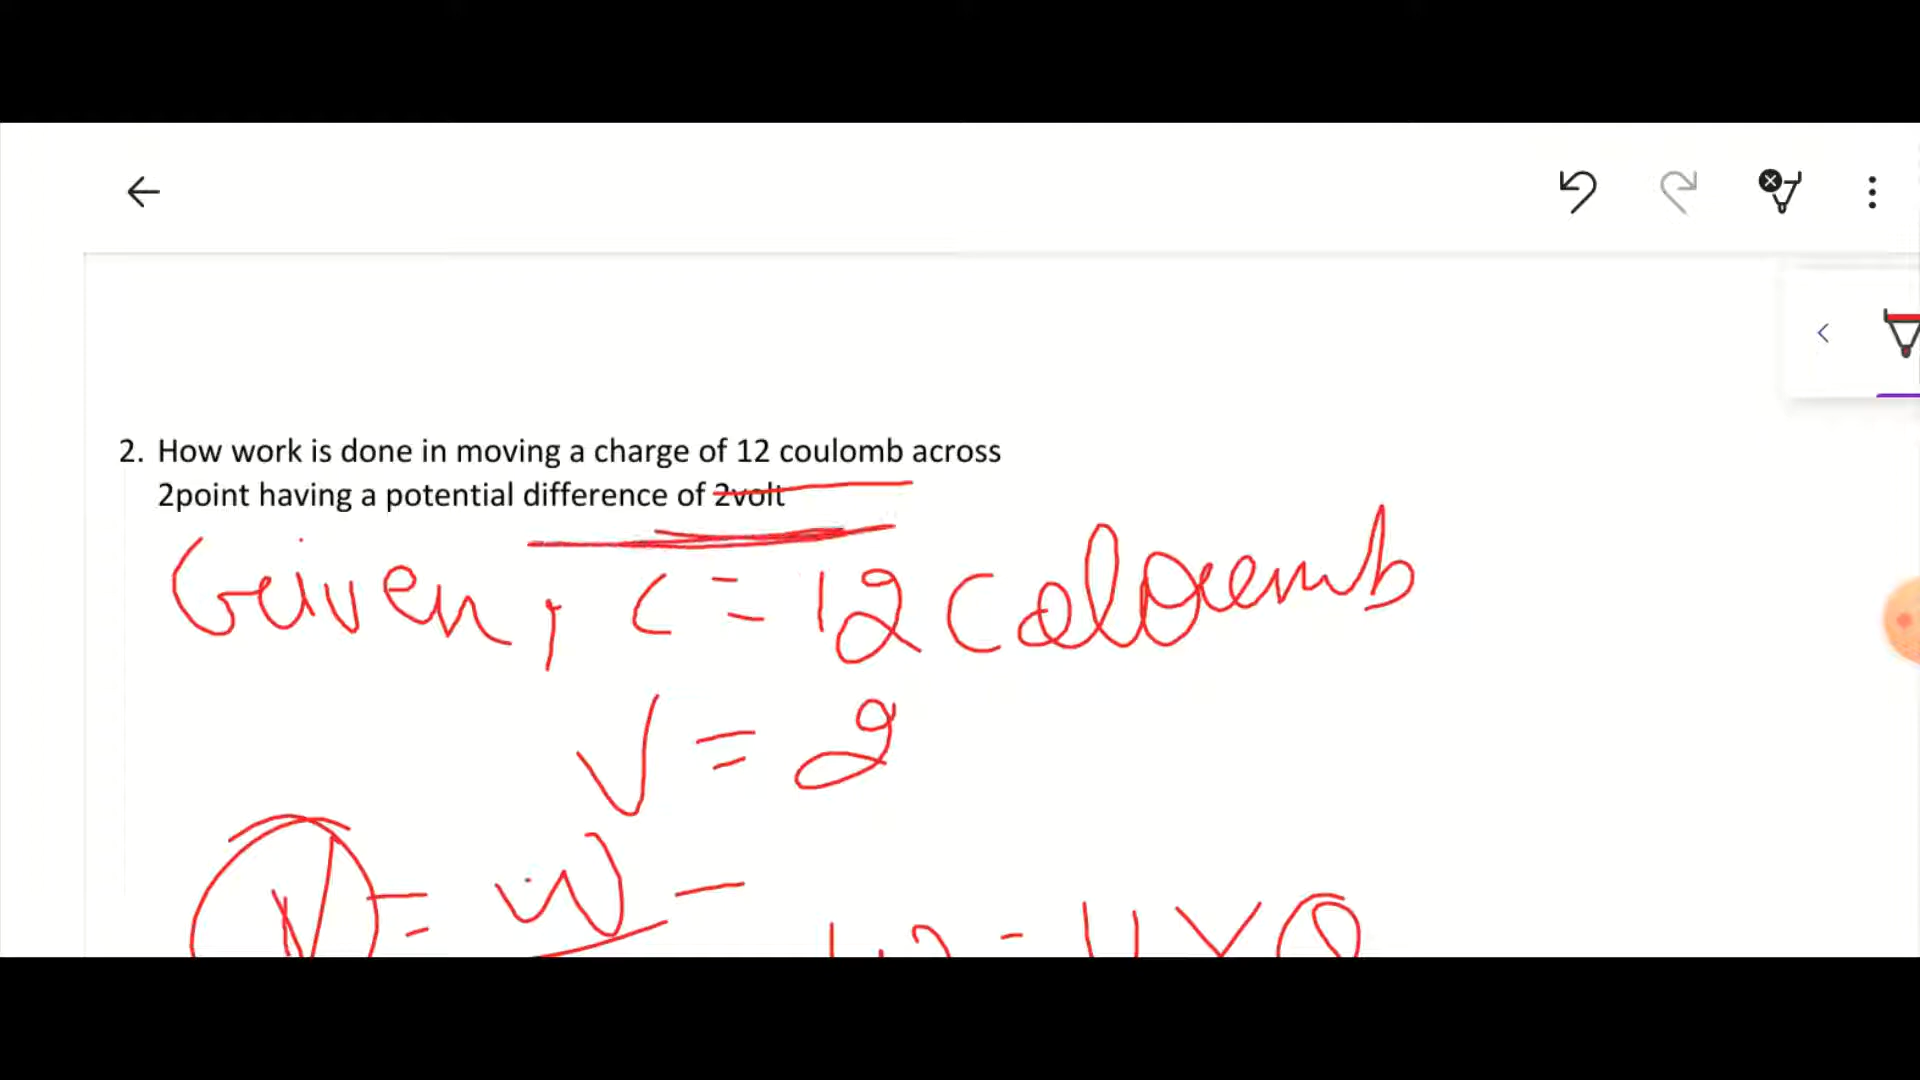 2. How work is done in moving a charge of 12 coulomb across
2point having a potential difference of 2volt
Given, C = 12 Coloumb
V = 2
V = W
W = V X Q